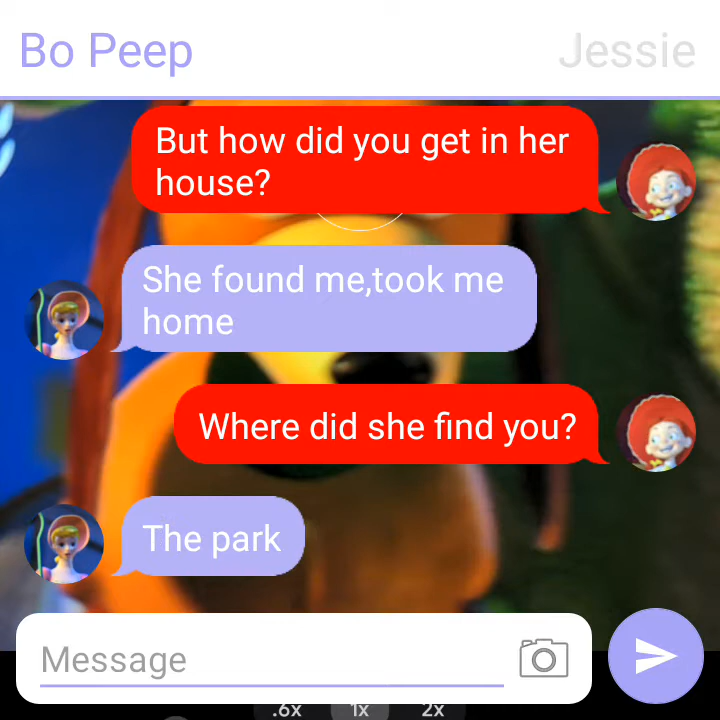 Bo Peep
Jessie
But how did you get in her
house?
She found me,took me
home
Where did she find you?
The park
Message
.6x 1x 2x